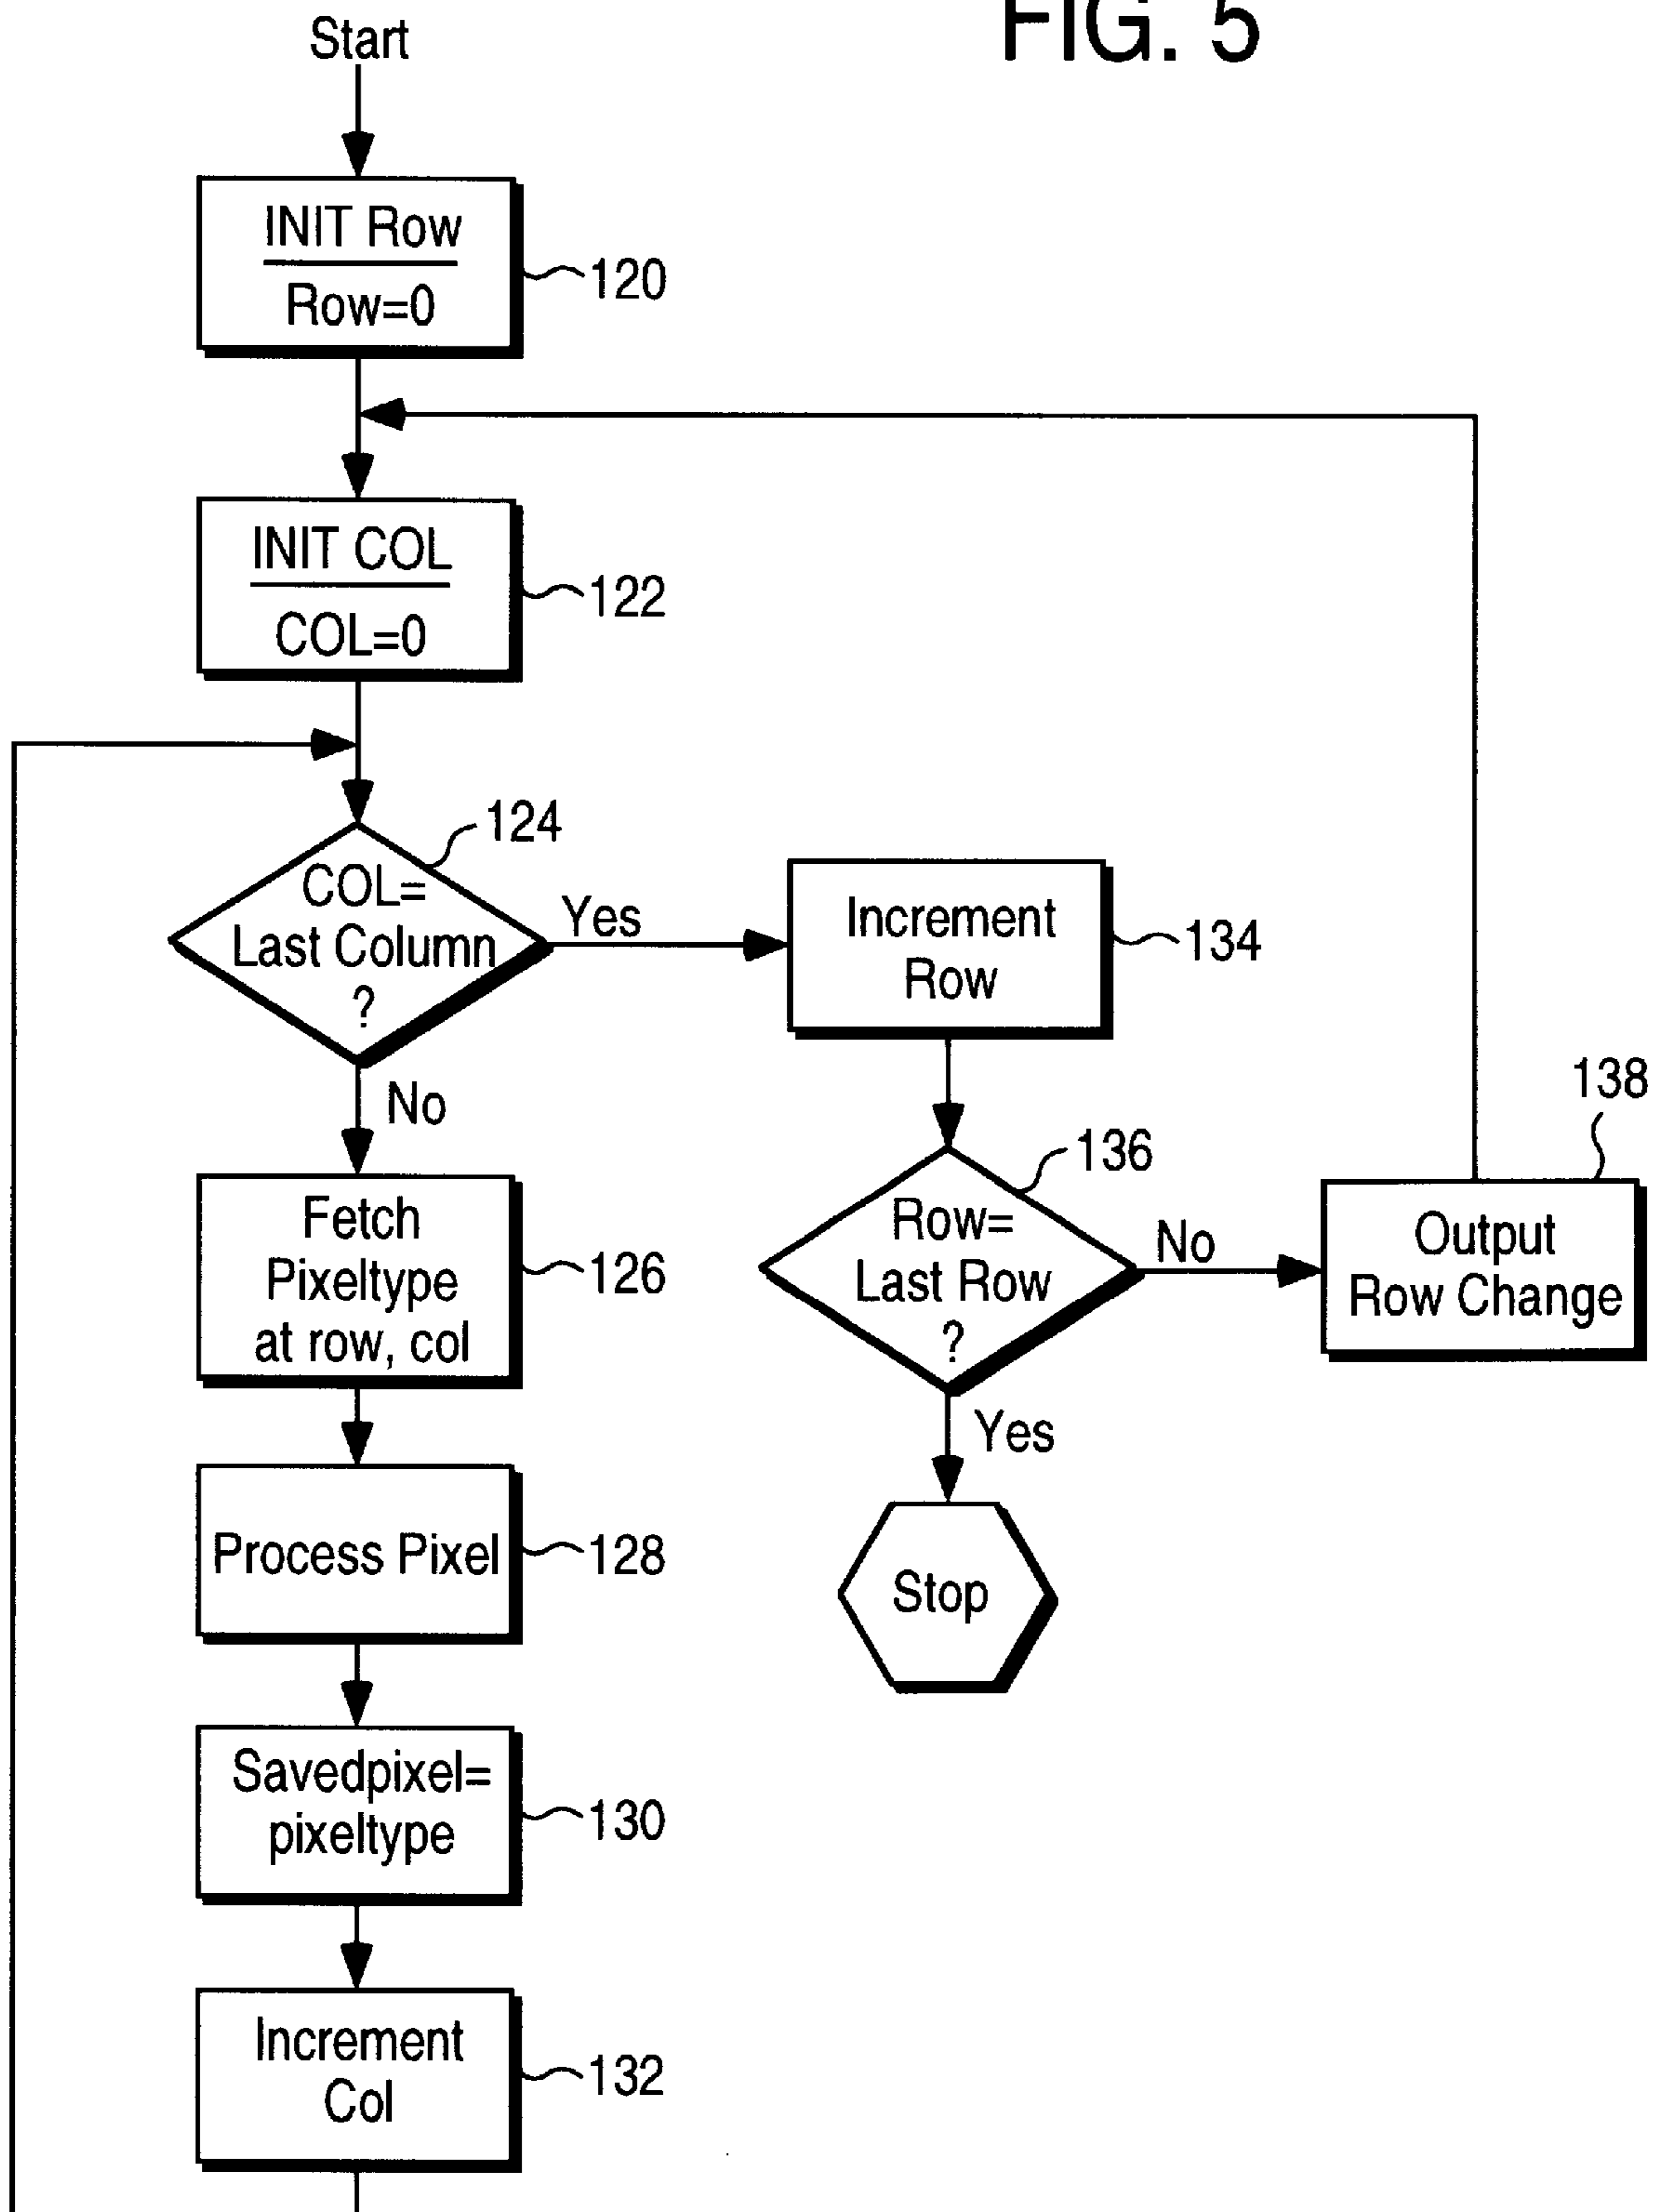 FIG. 5
Start
INIT Row
Row=0
120
INIT COL
COL=0
122
124
COL=
Last Column
?
Yes
No
Increment
Row
134
136
Row=
Last Row
?
No
Yes
138
Output
Row Change
Stop
Fetch
Pixeltype
at row, col
126
Process Pixel
128
Savedpixel=
pixeltype
130
Increment
Col
132